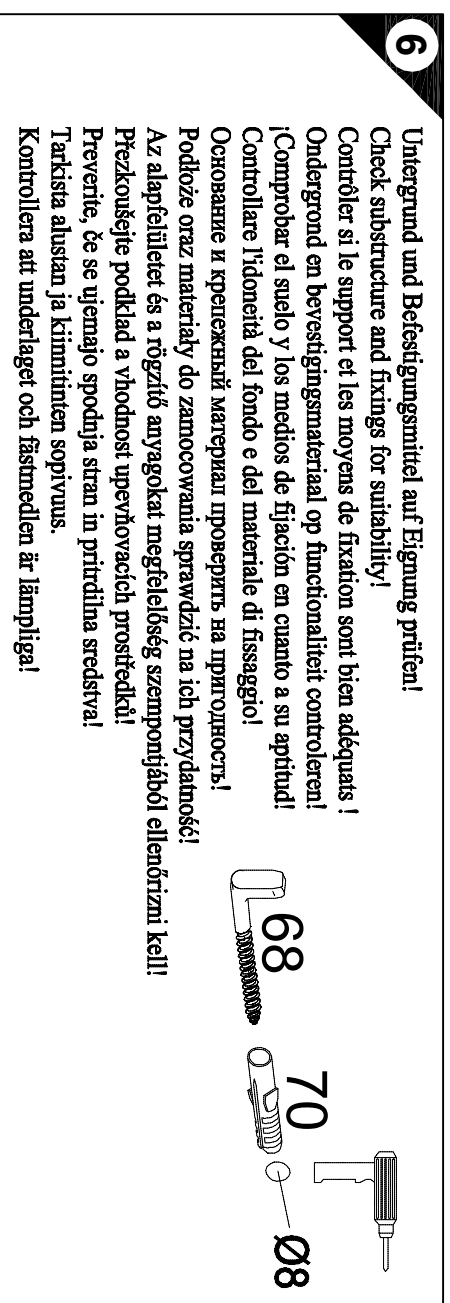 6
Untergrund und Befestigungsmittel auf Eignung prüfen!
Check substructure and fixings for suitability!
Contrôler si le support et les moyens de fixation sont bien adéquats !
Ondergrond en bevestigingsmateriaal op functionaliteit controleren!
¡Comprobar el suelo y los medios de fijación en cuanto a su aptitud!
Controllare l'idoneità del fondo e del materiale di fissaggio!
Основание и крепежный материал проверить на пригодность!
Podłoże oraz materiały do zamocowania sprawdzić na ich przydatność!
Az alapfelületet és a rögzítő anyagokat megfelelőség szempontjából ellenőrizni kell!
Přezkoušejte podklad a vhodnost upevňovacích prostředků!
Preverite, če se ujemajo spodnja stran in pritrdilna sredstva!
Tarkista alustan ja kiinnitinten sopivuus.
Kontrollera att underlaget och fästmedlen är lämpliga!
68
70
Ø8